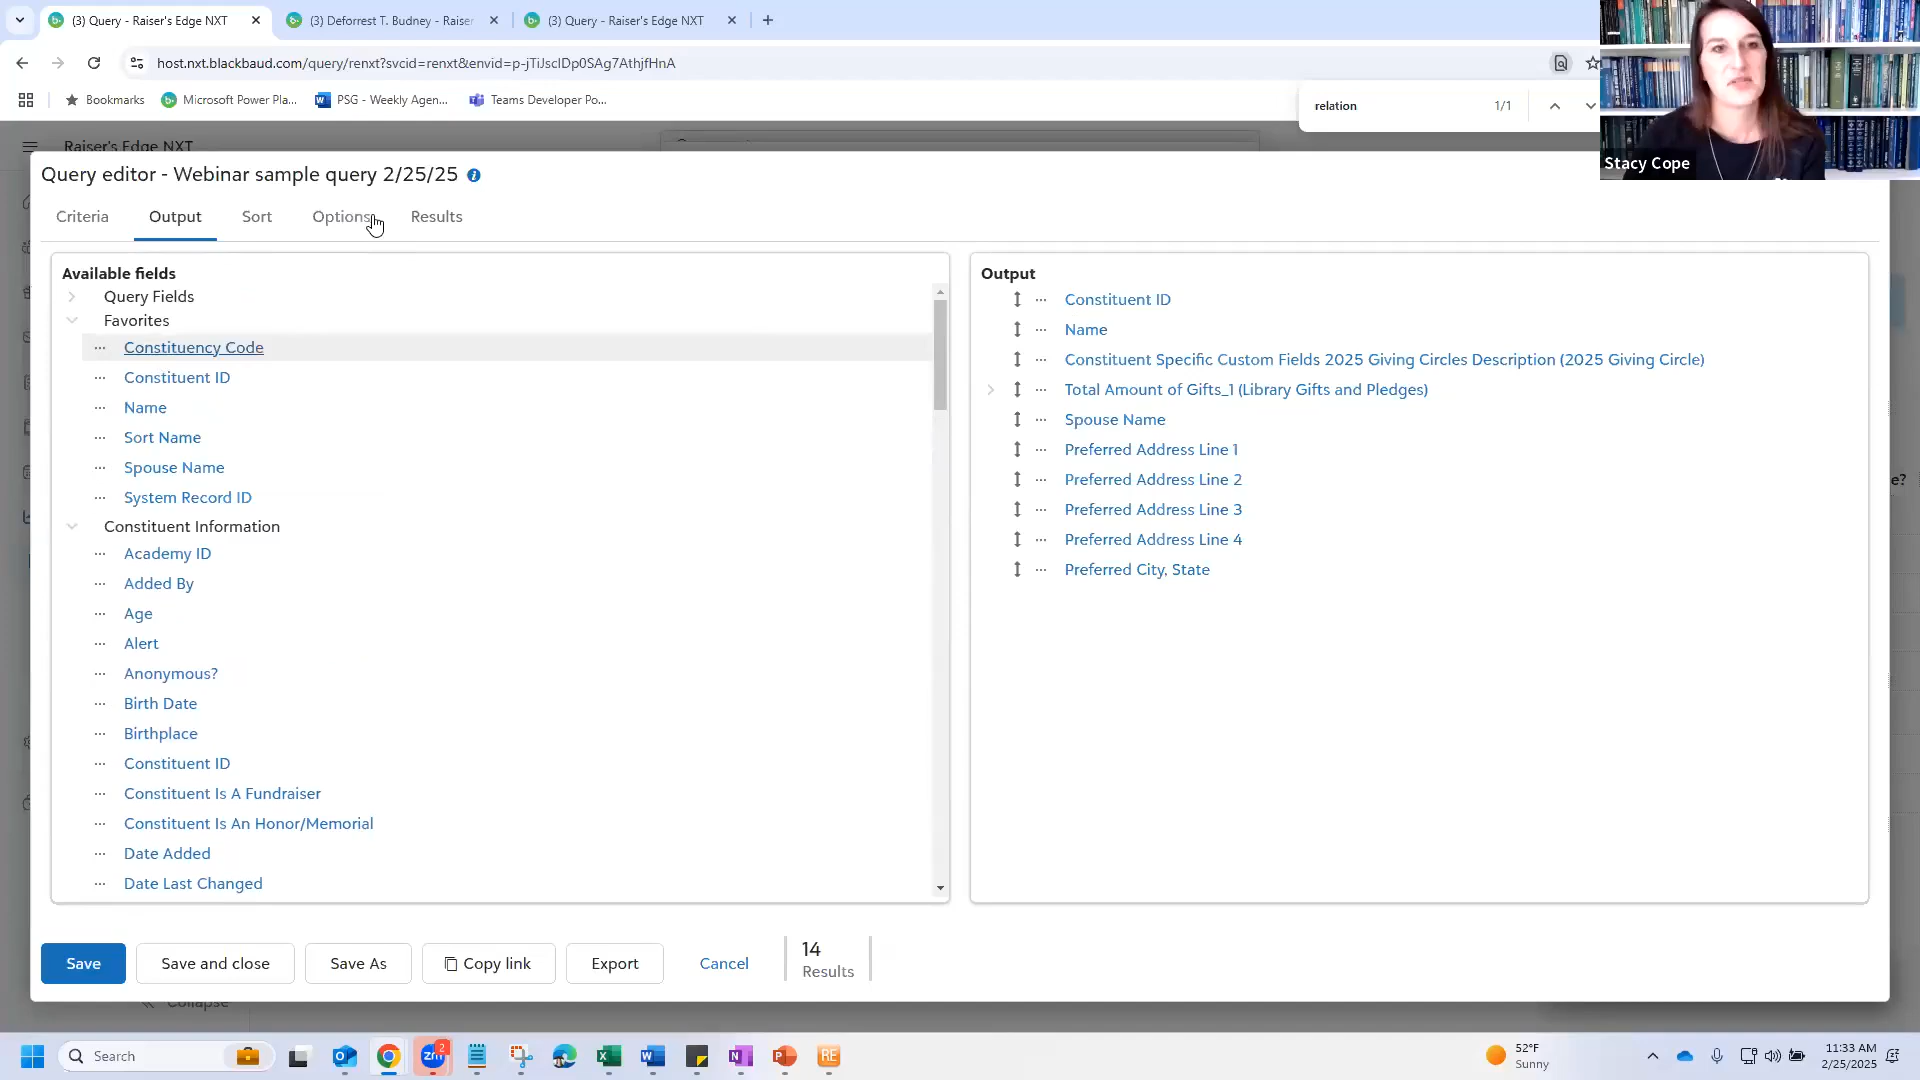 (3) Query - Raiser's Edge NXT
(3) Deforrest T. Budney - Raiser
(3) Query - Raiser's Edge NXT
host.nxt.blackbaud.com/query/renxt?svcid=renxt&envid=p-jTiJsclDp0SAg7AthjfHnA
Bookmarks
Microsoft Power Pla...
PSG - Weekly Agen...
Teams Developer Po...
relation
1/1
Stacy Cope
Raiser's Edge NXT
Query editor - Webinar sample query 2/25/25
Criteria
Output
Sort
Options
Results
Available fields
Query Fields
Favorites
Constituency Code
Constituent ID
Name
Sort Name
Spouse Name
System Record ID
Constituent Information
Academy ID
Added By
Age
Alert
Anonymous?
Birth Date
Birthplace
Constituent ID
Constituent Is A Fundraiser
Constituent Is An Honor/Memorial
Date Added
Date Last Changed
Output
Constituent ID
Name
Constituent Specific Custom Fields 2025 Giving Circles Description (2025 Giving Circle)
Total Amount of Gifts_1 (Library Gifts and Pledges)
Spouse Name
Preferred Address Line 1
Preferred Address Line 2
Preferred Address Line 3
Preferred Address Line 4
Preferred City, State
e?
Save
Save and close
Save As
Copy link
Export
Cancel
14
Results
Collapse
Search
zm
2
RE
52°F
Sunny
11:33 AM
2/25/2025